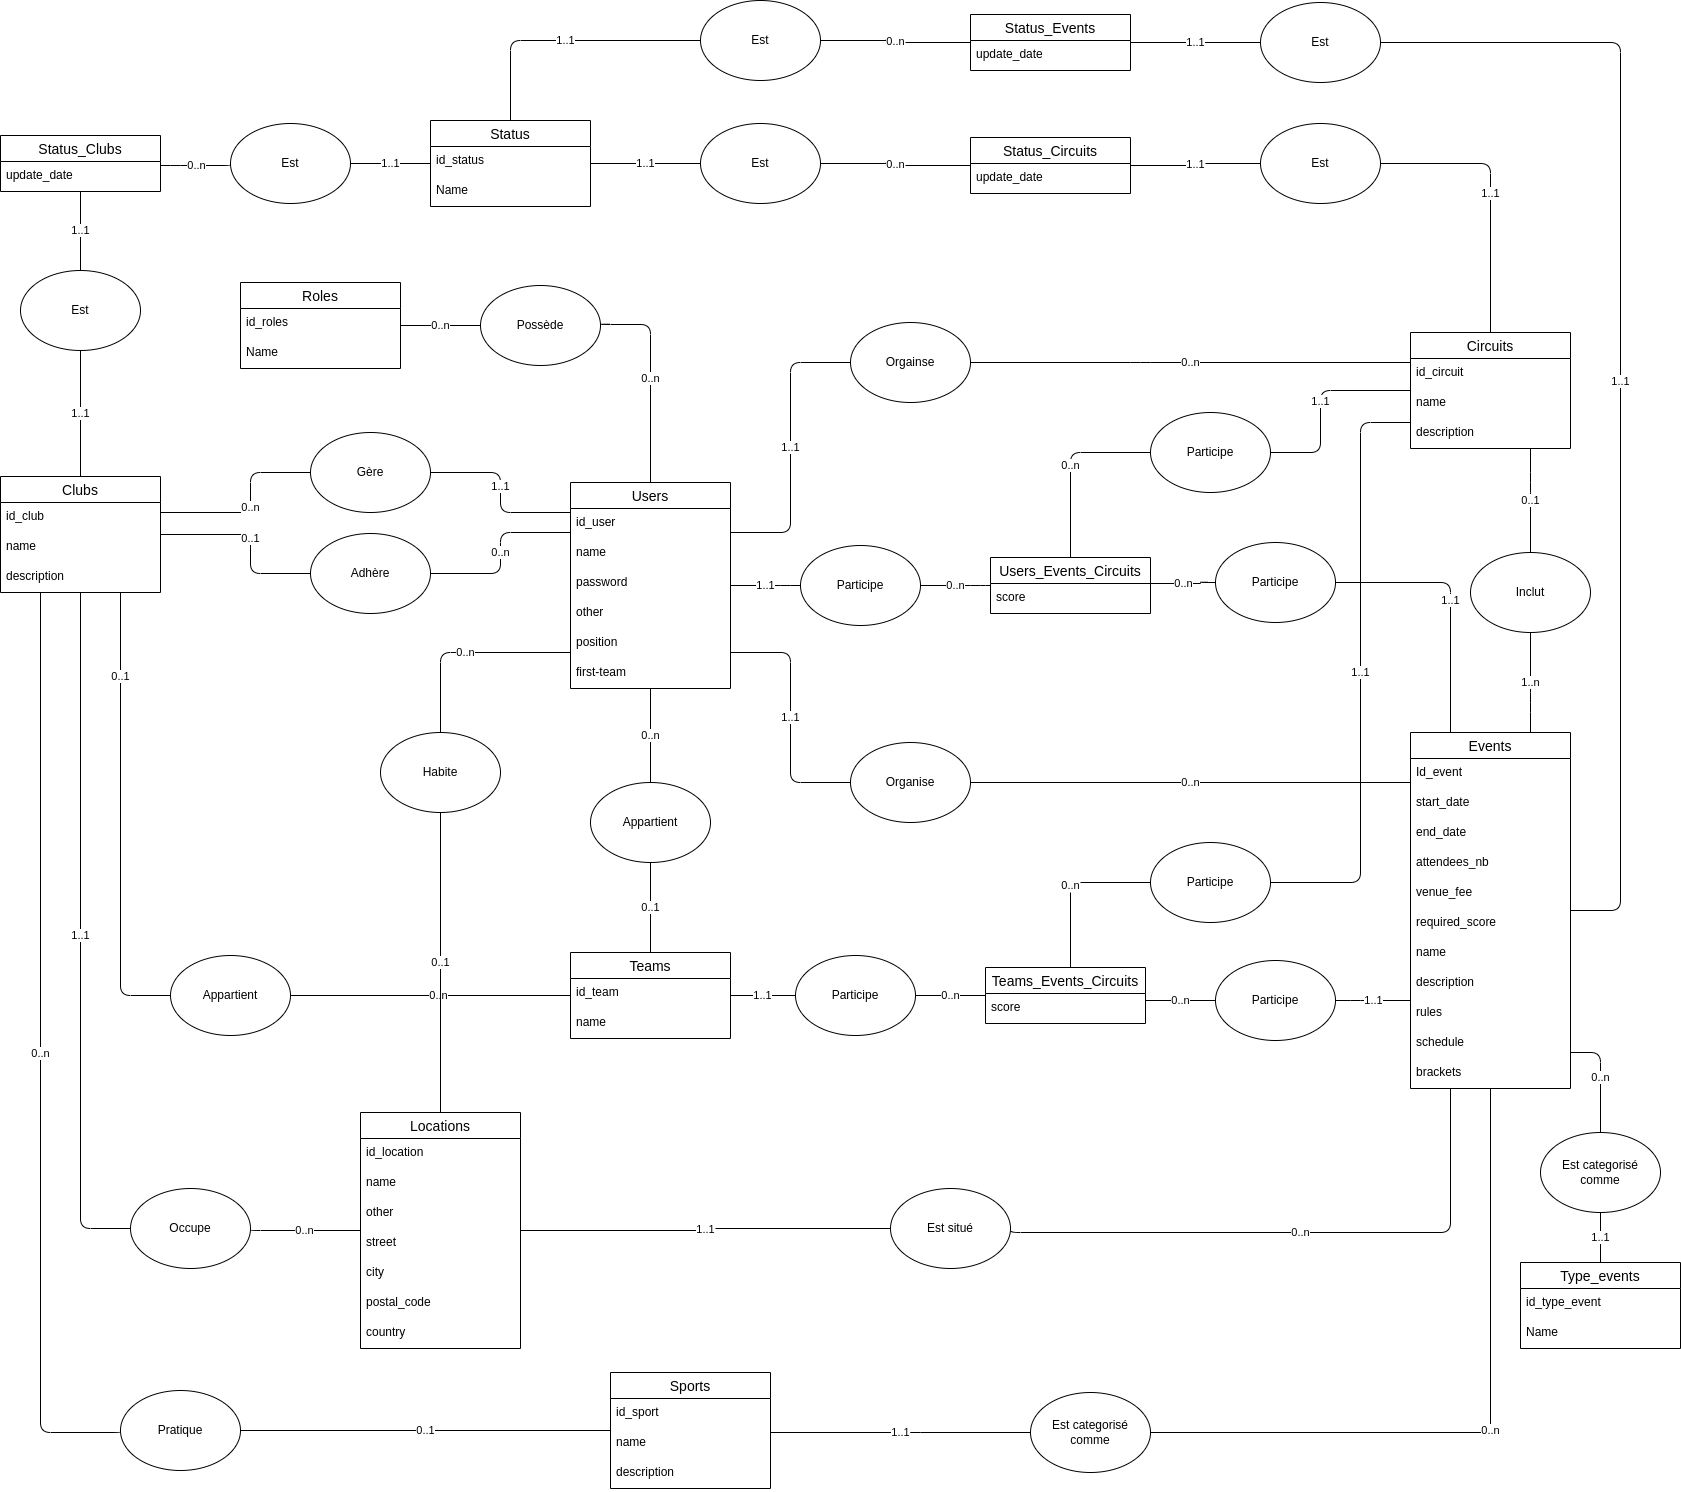 Est
1..1
0..n
Status_Events
update_date
1..1
Est
Status_Clubs
update_date
0..n
Est
1..1
Status
id_status
Name
1..1
Est
0..n
Status_Circuits
update_date
1..1
Est
1..1
1..1
Est
1..1
Roles
id_roles
Name
0..n
Possède
0..n
Orgainse
0..n
1..1
Circuits
id_circuit
name
description
1..1
1..1
Participe
0..n
Gère
1..1
0..n
Clubs
id_club
name
description
0..1
Adhère
0..n
Users
id_user
name
password
other
position
first-team
1..1
Participe
0..n
Users_Events_Circuits
score
0..n
Participe
1..1
0..1
Inclut
1..n
0..1
0..n
Habite
0..n
Appartient
0..1
1..1
Organise
0..n
1..1
Events
Id_event
start_date
end_date
attendees_nb
venue_fee
required_score
name
description
rules
schedule
brackets
0..n
Participe
1..1
0..1
Appartient
0..n
Teams
id_team
name
1..1
Participe
0..n
Teams_Events_Circuits
score
0..n
Participe
1..1
0..n
0..n
Est categorisé
comme
1..1
Type_events
id_type_event
Name
Locations
id_location
name
other
street
city
postal_code
country
Occupe
0..n
1..1
Est situé
0..n
Sports
id_sport
name
description
Pratique
0..1
1..1
Est categorisé
comme
0..n